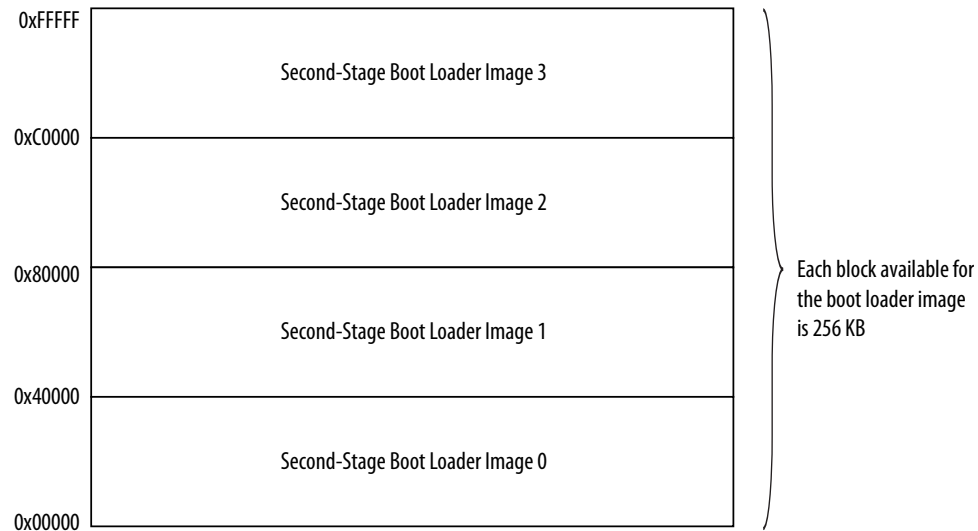 0xFFFFF
Second-Stage Boot Loader Image 3
0xC0000
Second-Stage Boot Loader Image 2
0x80000
Each block available for
the boot loader image
is 256 KB
Second-Stage Boot Loader Image 1
0x40000
Second-Stage Boot Loader Image 0
0x00000